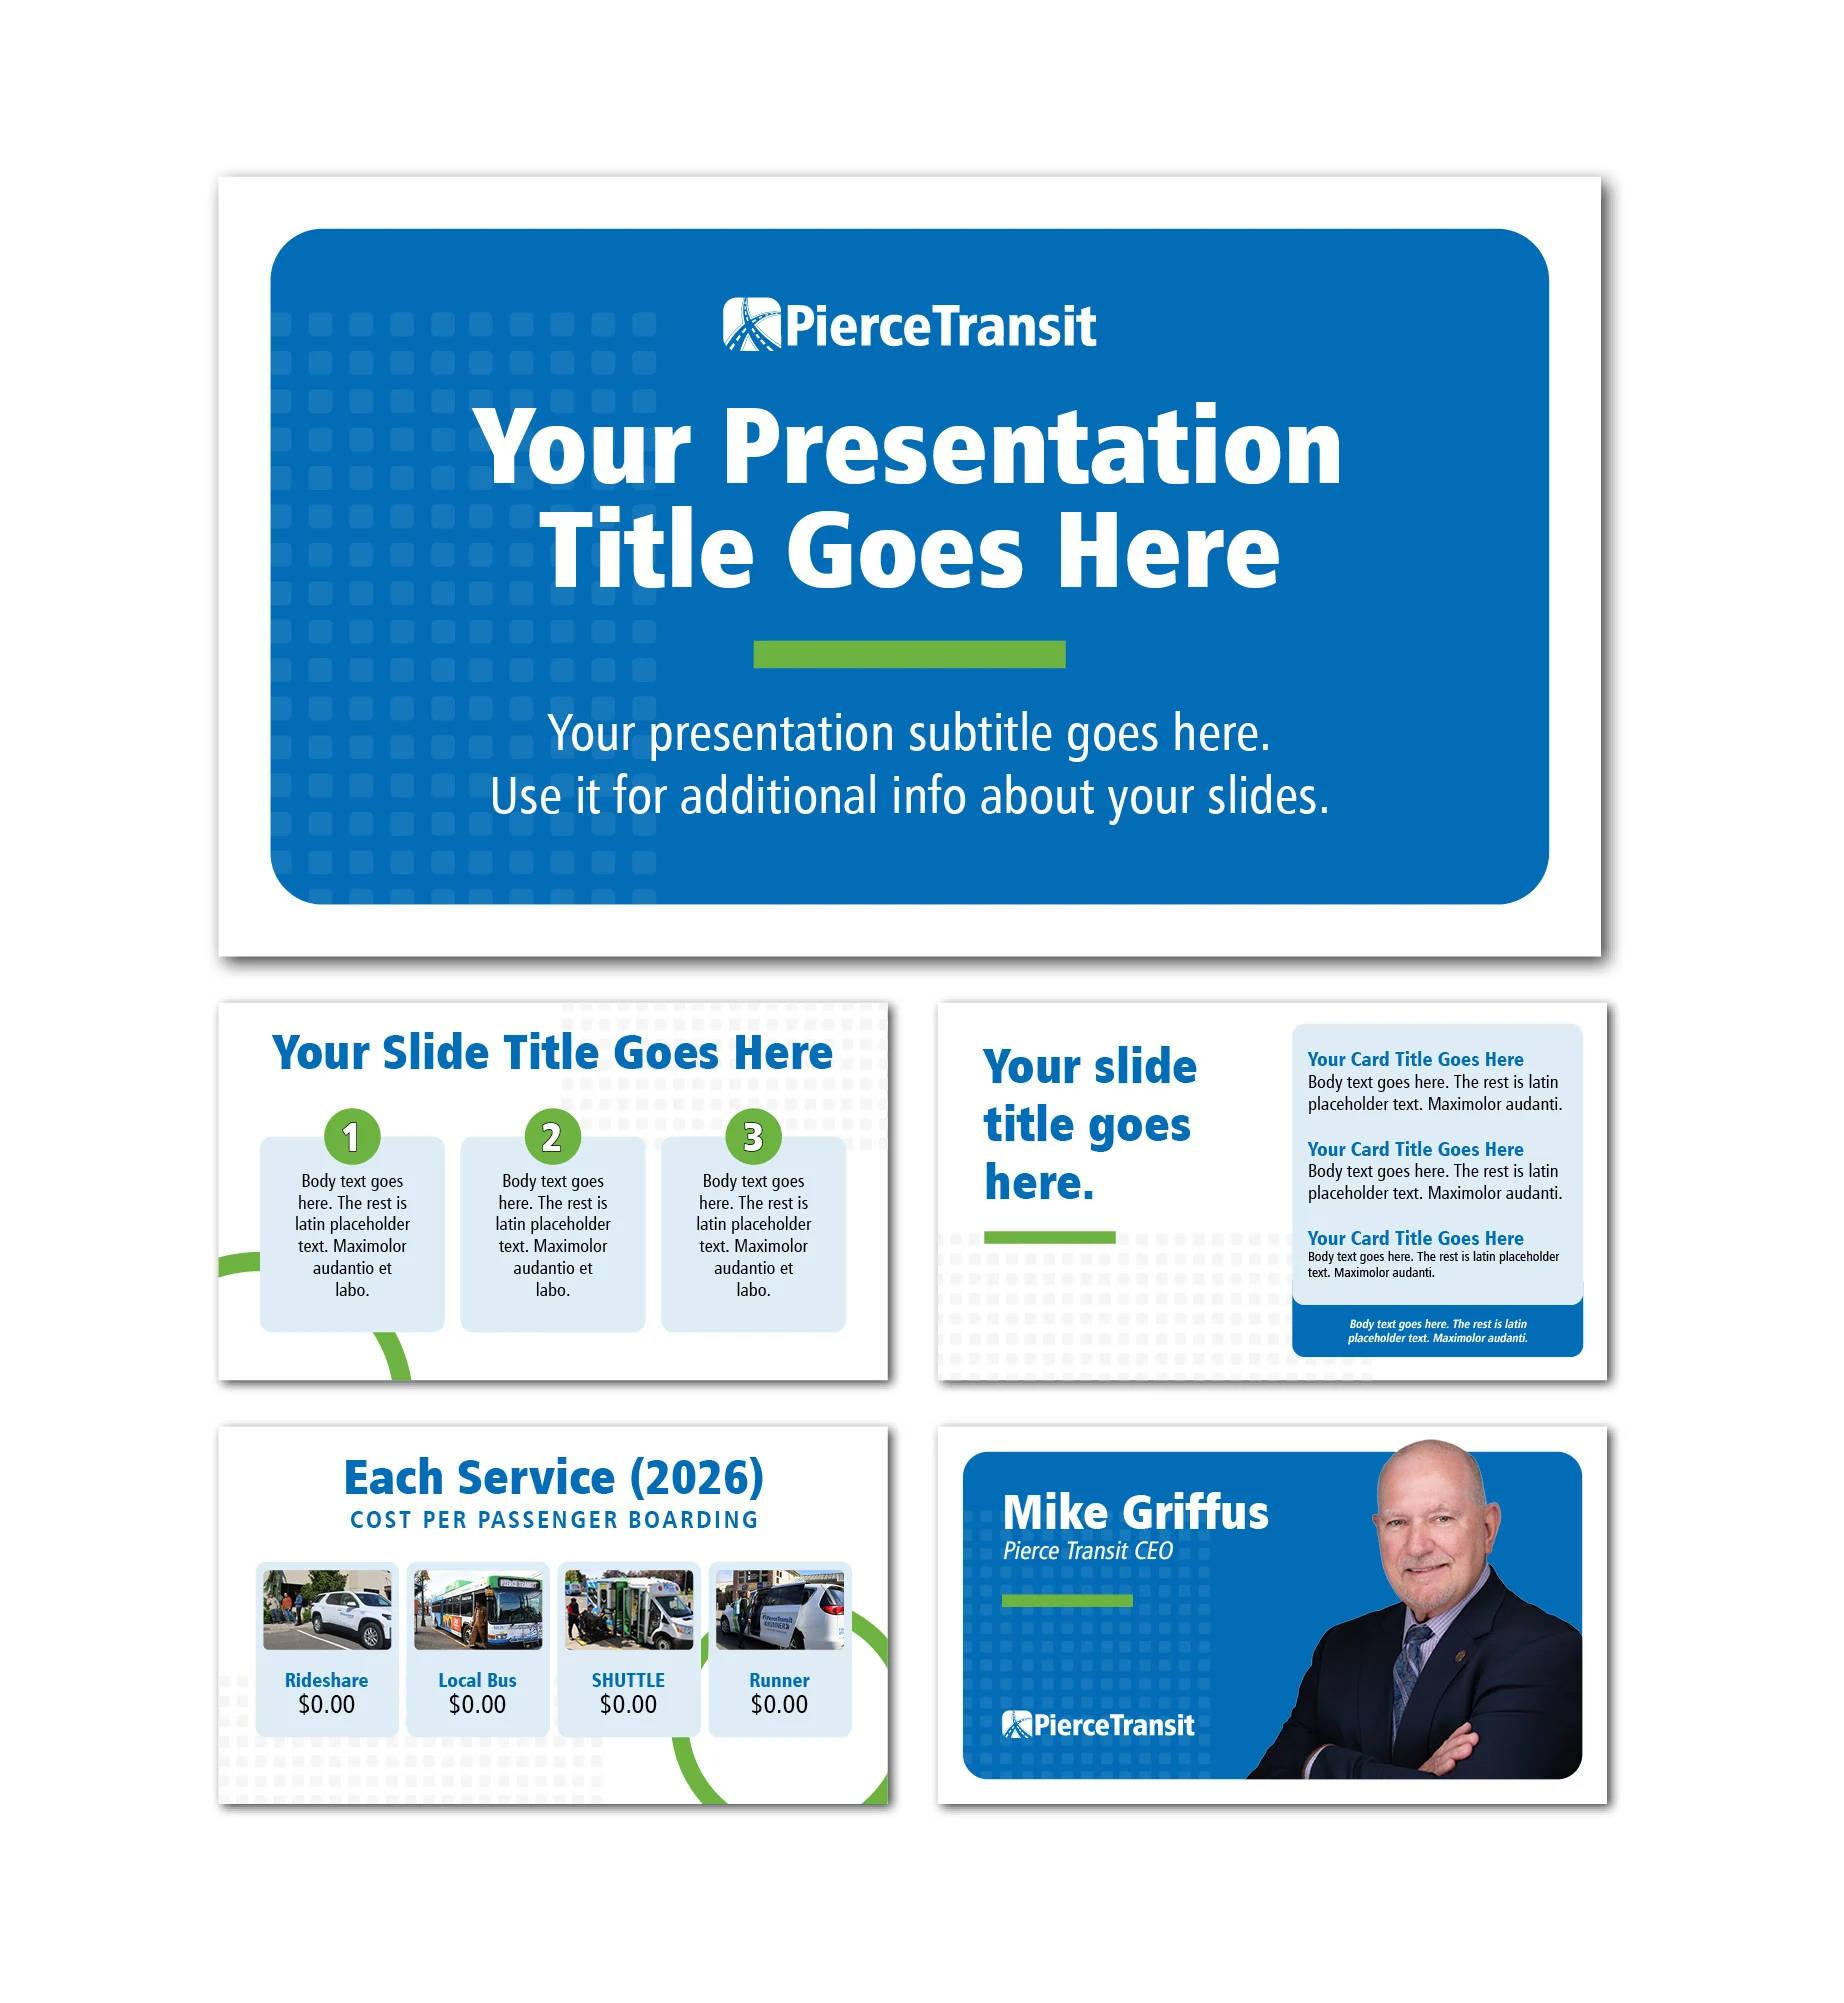 PierceTransit
Your Presentation
Title Goes Here
Your presentation subtitle goes here.
Use it for additional info about your slides.
Your Slide Title Goes Here
1
Body text goes
here. The rest is
latin placeholder
text. Maximolor
audantio et
labo.
2
Body text goes
here. The rest is
latin placeholder
text. Maximolor
audantio et
labo.
3
Body text goes
here. The rest is
latin placeholder
text. Maximolor
audantio et
labo.
Your slide
title goes
here.
Your Card Title Goes Here
Body text goes here. The rest is latin
placeholder text. Maximolor audanti.
Your Card Title Goes Here
Body text goes here. The rest is latin
placeholder text. Maximolor audanti.
Your Card Title Goes Here
Body text goes here. The rest is latin placeholder
text. Maximolor audanti.
Body text goes here. The rest is latin
placeholder text. Maximolor audanti.
Each Service (2026)
COST PER PASSENGER BOARDING
Rideshare
$0.00
PIERCE TRANSIT
Local Bus
$0.00
SHUTTLE
$0.00
PierceTransit
RUNNER
Runner
$0.00
Mike Griffus
Pierce Transit CEO
PierceTransit